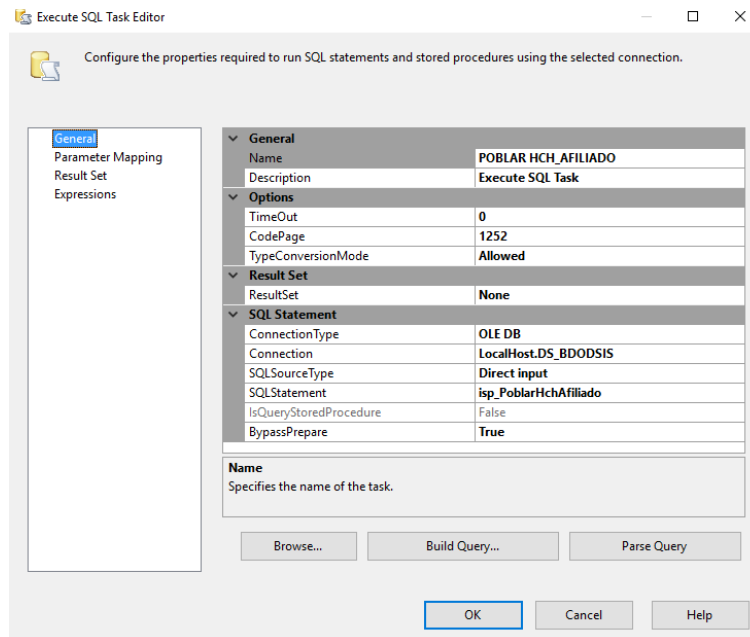 Execute SQL Task Editor
Configure the properties required to run SQL statements and stored procedures using the selected connection.
General
Parameter Mapping
Result Set
Expressions
General
Name POBLAR HCH_AFILIADO
Description Execute SQL Task
Options
TimeOut 0
CodePage 1252
TypeConversionMode Allowed
Result Set
ResultSet None
SQL Statement
ConnectionType OLE DB
Connection LocalHost.DS_BDODSIS
SQLSourceType Direct input
SQLStatement isp_PoblarHchAfiliado
IsQueryStoredProcedure False
BypassPrepare True
Name
Specifies the name of the task.
Browse... Build Query... Parse Query
OK Cancel Help